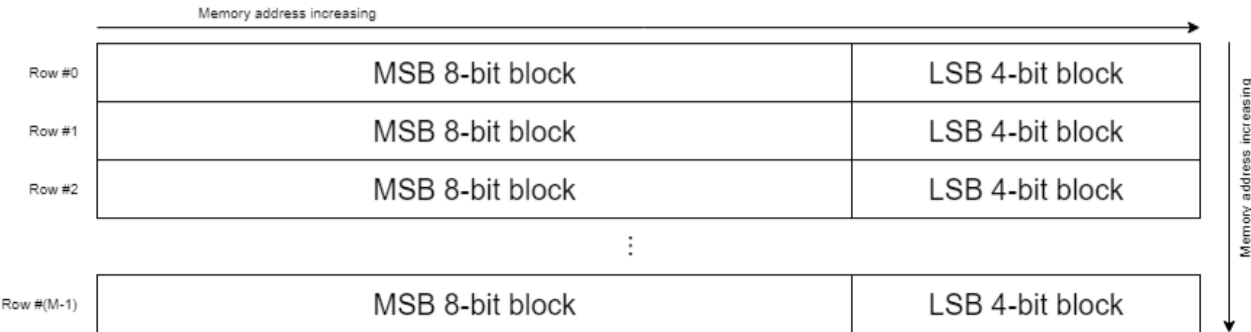 Memory address increasing
Row #0 MSB 8-bit block LSB 4-bit block
Row #1 MSB 8-bit block LSB 4-bit block
Row #2 MSB 8-bit block LSB 4-bit block
⋮
Row #(M-1) MSB 8-bit block LSB 4-bit block
Memory address increasing